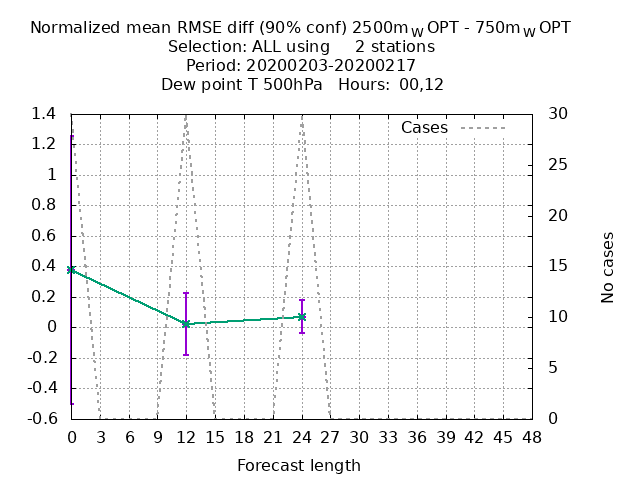 Normalized mean RMSE diff (90% conf) 2500m_W OPT - 750m_W OPT
Selection: ALL using 2 stations
Period: 20200203-20200217
Dew point T 500hPa Hours: 00,12
Cases
1.4
1.2
1
0.8
0.6
0.4
0.2
0
-0.2
-0.4
-0.6
30
25
20
15
10
5
0
No cases
0 3 6 9 12 15 18 21 24 27 30 33 36 39 42 45 48
Forecast length